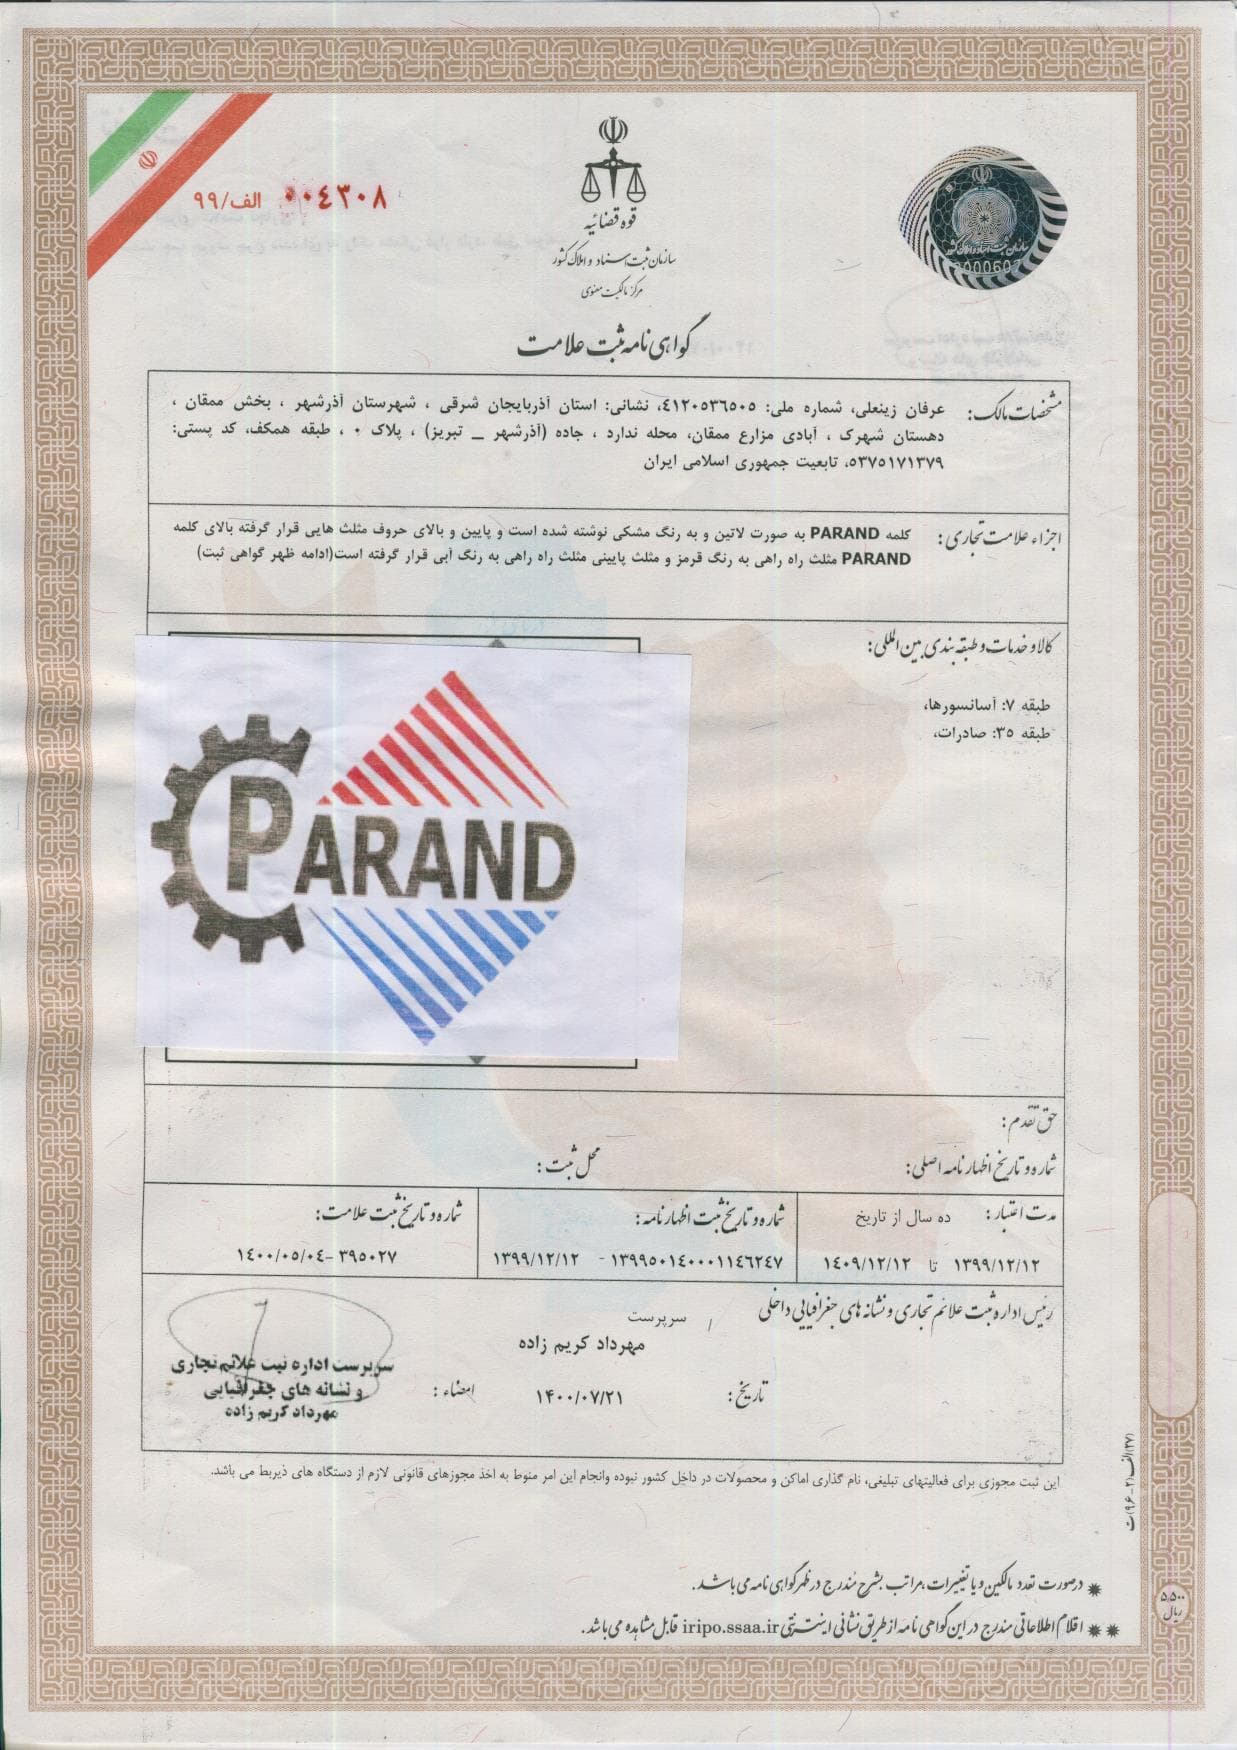 ۰۰٤۳۰۸ الف/۹۹
قوه قضائیه
سازمان ثبت اسناد و املاک کشور
مرکز مالکیت معنوی
گواهی نامه ثبت علامت
مشخصات مالک: عرفان زینعلی، شماره ملی: ٤۱۲۰۵۳٦۵۰۵، نشانی: استان آذربایجان شرقی ، شهرستان آذرشهر ، بخش ممقان ،
دهستان شهرک ، آبادی مزارع ممقان، محله ندارد ، جاده (آذرشهر _ تبریز) ، پلاک ۰ ، طبقه همکف، کد پستی:
۵۳۷۵۱۷۱۳۷۹، تابعیت جمهوری اسلامی ایران
اجزاء علامت تجاری: کلمه PARAND به صورت لاتین و به رنگ مشکی نوشته شده است و پایین و بالای حروف مثلث هایی قرار گرفته بالای کلمه
PARAND مثلث راه راهی به رنگ قرمز و مثلث پایینی مثلث راه راهی به رنگ آبی قرار گرفته است(ادامه ظهر گواهی ثبت)
کالا و خدمات و طبقه بندی بین المللی:
طبقه ۷: آسانسورها،
طبقه ۳۵: صادرات،
PARAND
حق تقدم:
شماره و تاریخ اظهارنامه اصلی: محل ثبت:
مدت اعتبار: ده سال از تاریخ
۱۳۹۹/۱۲/۱۲ تا ۱٤۰۹/۱۲/۱۲
شماره و تاریخ ثبت اظهارنامه:
۱۳۹۹۵۰۱٤۰۰۰۱۱٤٦۲٤۷ - ۱۳۹۹/۱۲/۱۲
شماره و تاریخ ثبت علامت:
۳۹۵۰۲۷ -۱٤۰۰/۰۵/۰٤
رئیس اداره ثبت علائم تجاری و نشانه های جغرافیایی داخلی / سرپرست
مهرداد کریم زاده
تاریخ: ۱۴۰۰/۰۷/۲۱ امضاء:
سرپرست اداره ثبت علائم تجاری
و نشانه های جغرافیایی
مهرداد کریم زاده
این ثبت مجوزی برای فعالیتهای تبلیغی، نام گذاری اماکن و محصولات در داخل کشور نبوده وانجام این امر منوط به اخذ مجوزهای قانونی لازم از دستگاه های ذیربط می باشد.
* درصورت تعدد مالکین و یا تغییرات ،مراتب بشرح مندرج در ظهر گواهی نامه می باشد.
** اقلام اطلاعاتی مندرج در این گواهی نامه از طریق نشانی اینترنتی iripo.ssaa.ir قابل مشاهده می باشد.
۵,۵۰۰
ریال